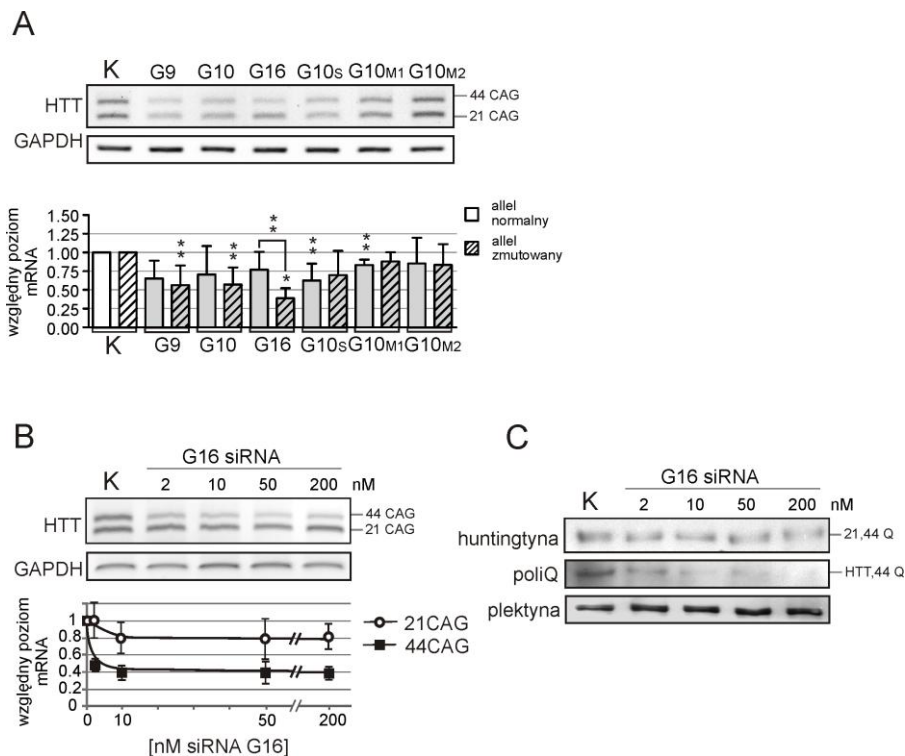 A
K G9 G10 G16 G10S G10M1 G10M2
HTT
44 CAG
21 CAG
GAPDH
względny poziom
mRNA
1.50
1.25
1.00
0.75
0.50
0.25
0.00
** ** ** * ** **
allel
normalny
allel
zmutowany
K G9 G10 G16 G10S G10M1 G10M2
B
G16 siRNA
K 2 10 50 200 nM
HTT
44 CAG
21 CAG
GAPDH
względny poziom
mRNA
1
0.8
0.6
0.4
0.2
0
0 10 50 200
[nM siRNA G16]
21CAG
44CAG
C
G16 siRNA
K 2 10 50 200 nM
huntingtyna 21,44 Q
poliQ HTT,44 Q
plektyna